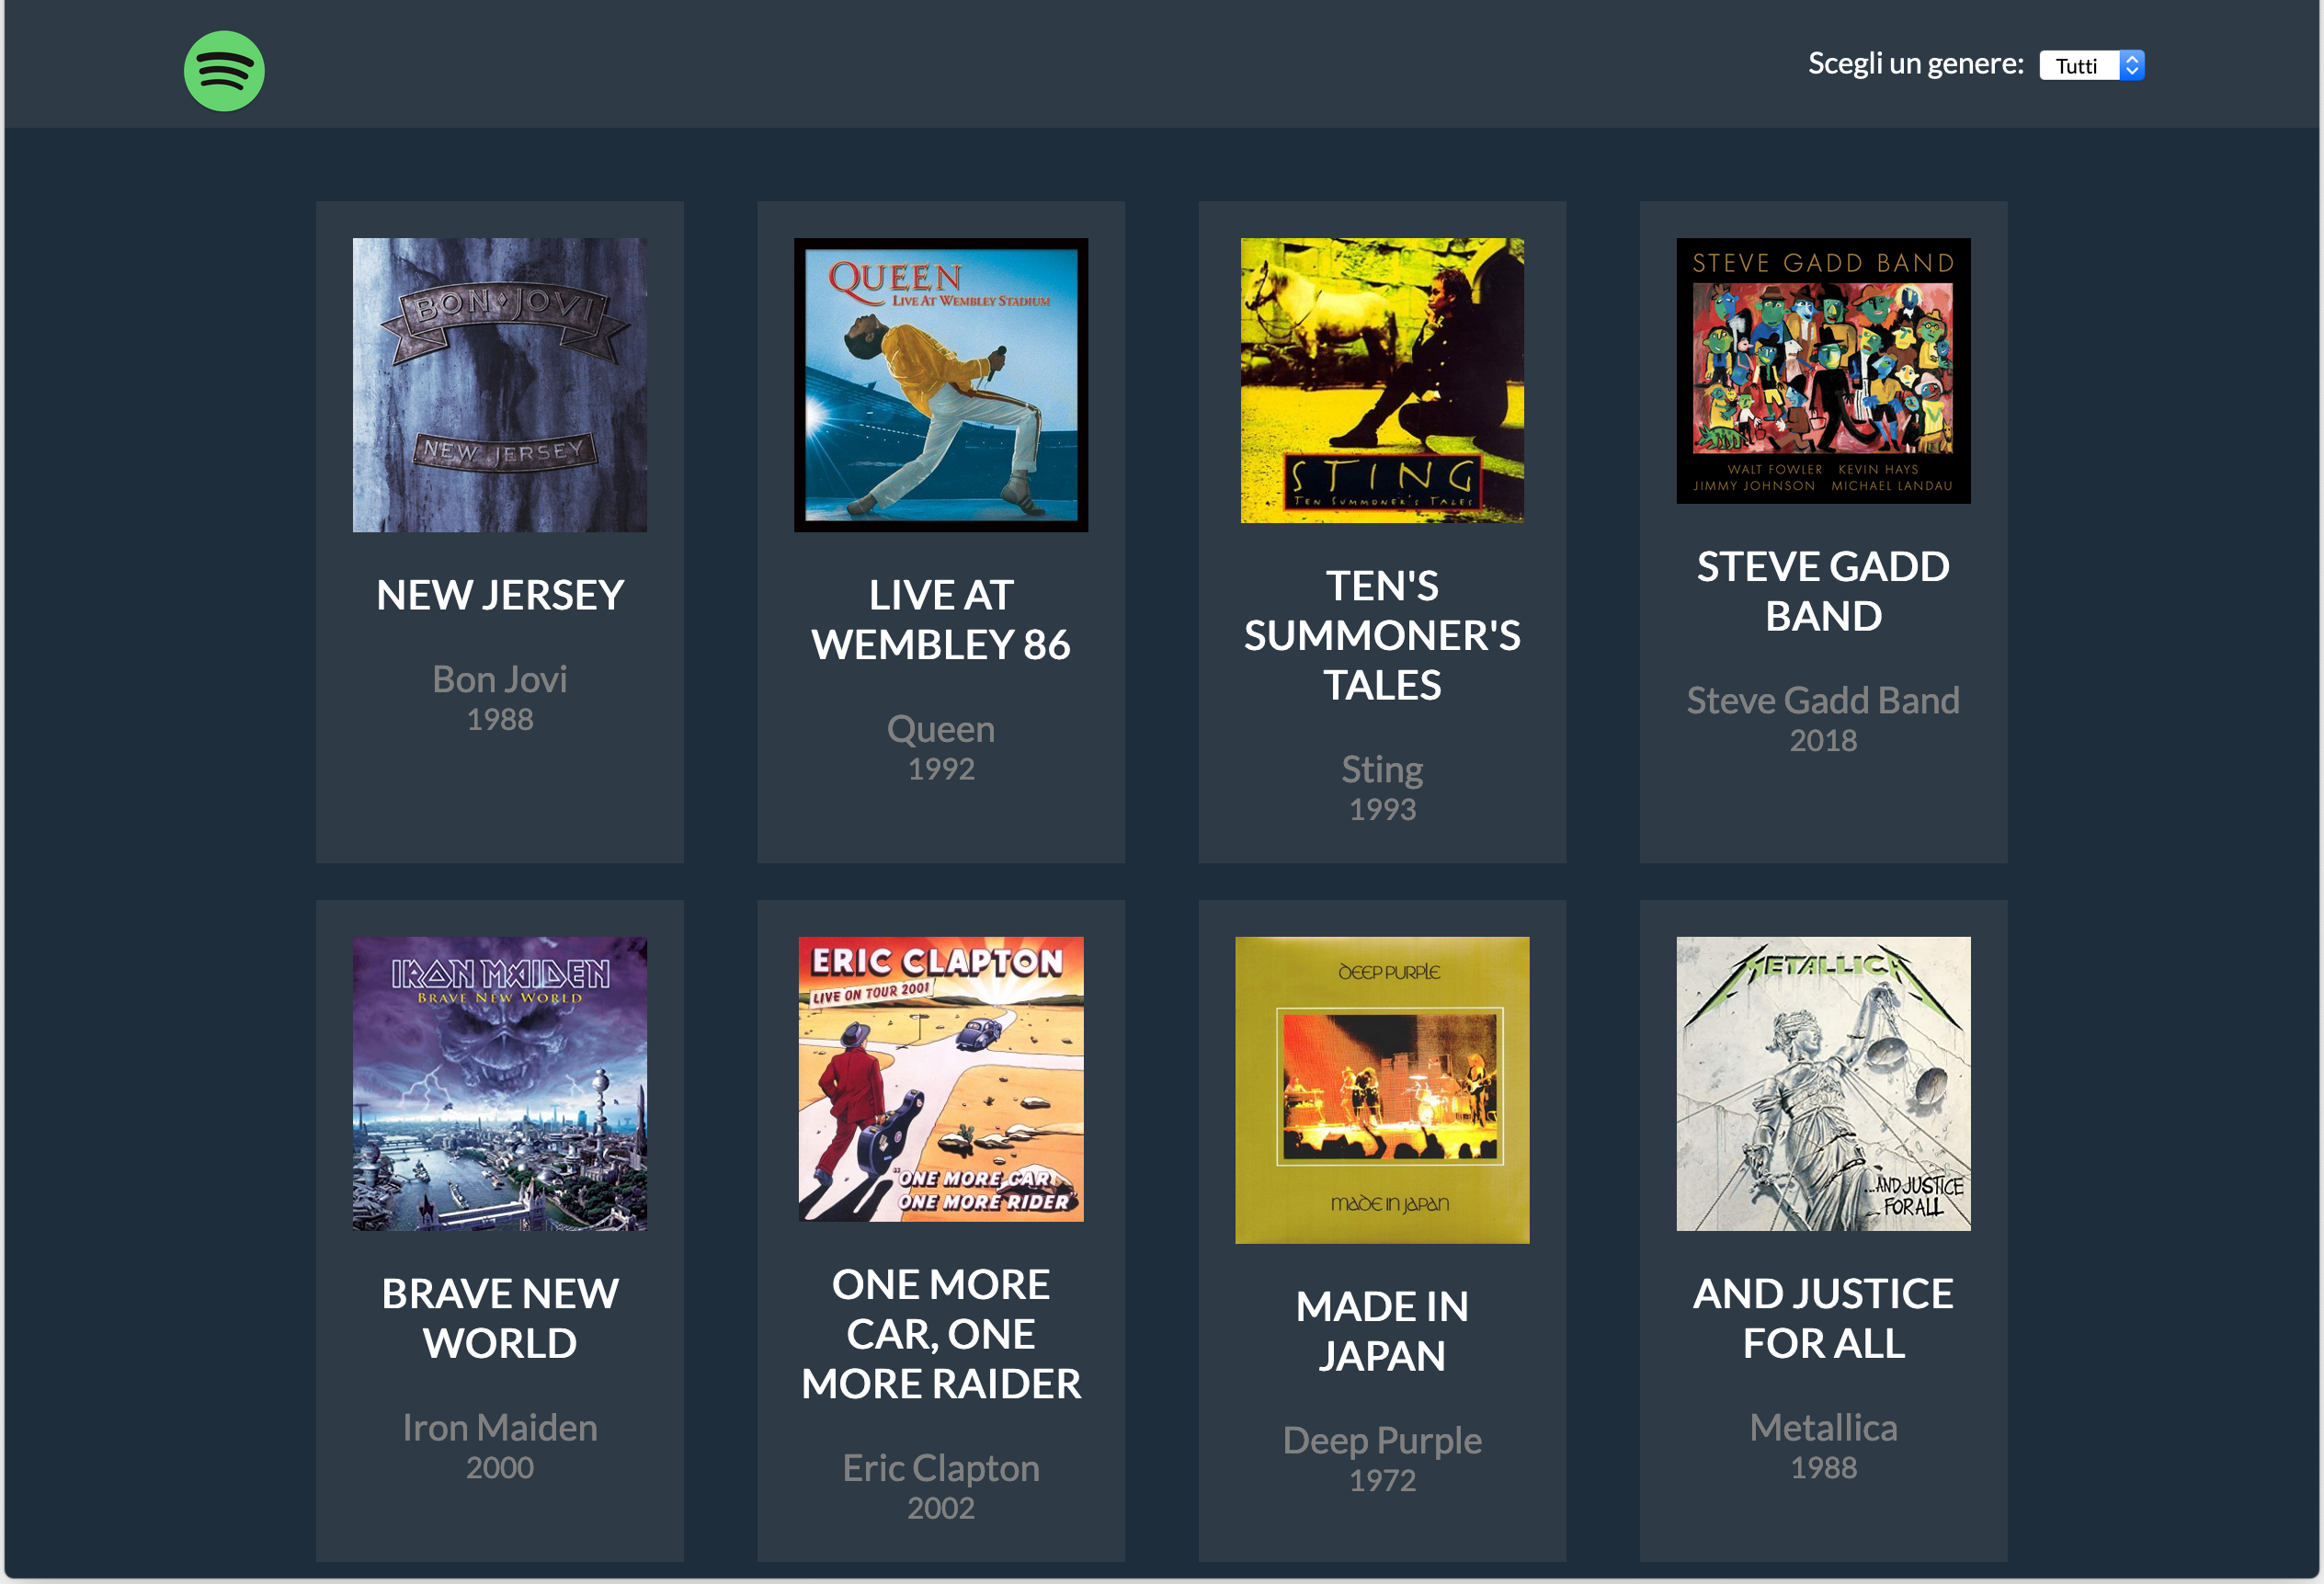 Scegli un genere: Tutti
BON JOVI
NEW JERSEY
NEW JERSEY
Bon Jovi
1988
QUEEN
LIVE AT WEMBLEY STADIUM
LIVE AT
WEMBLEY 86
Queen
1992
STING
TEN SUMMONER'S TALES
TEN'S
SUMMONER'S
TALES
Sting
1993
STEVE GADD BAND
WALT FOWLER KEVIN HAYS
JIMMY JOHNSON MICHAEL LANDAU
STEVE GADD
BAND
Steve Gadd Band
2018
IRON MAIDEN
BRAVE NEW WORLD
BRAVE NEW
WORLD
Iron Maiden
2000
ERIC CLAPTON
LIVE ON TOUR 2001
"ONE MORE CAR
ONE MORE RIDER
ONE MORE
CAR, ONE
MORE RAIDER
Eric Clapton
2002
DEEP PURPLE
MADE IN JAPAN
MADE IN
JAPAN
Deep Purple
1972
METALLICA
...AND JUSTICE
FOR ALL
AND JUSTICE
FOR ALL
Metallica
1988